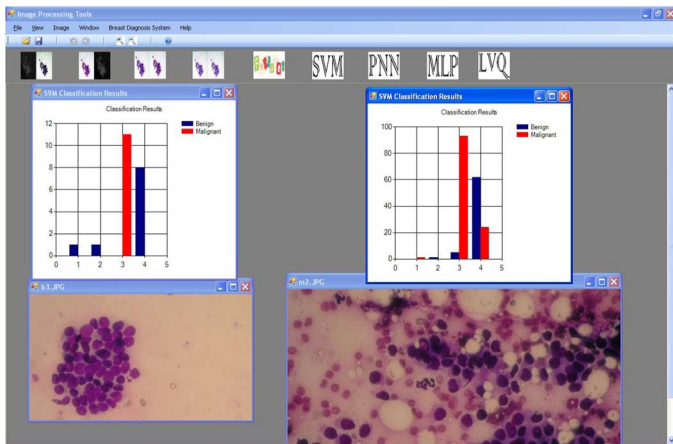 Image Processing Tools
File View Image Window Breast Diagnosis System Help
SVM PNN MLP LVQ
SVM Classification Results
Classification Results
Benign
Malignant
12
10
8
6
4
2
0
0 1 2 3 4 5
SVM Classification Results
Classification Results
Benign
Malignant
100
80
60
40
20
0
0 1 2 3 4 5
b3.JPG
m2.JPG